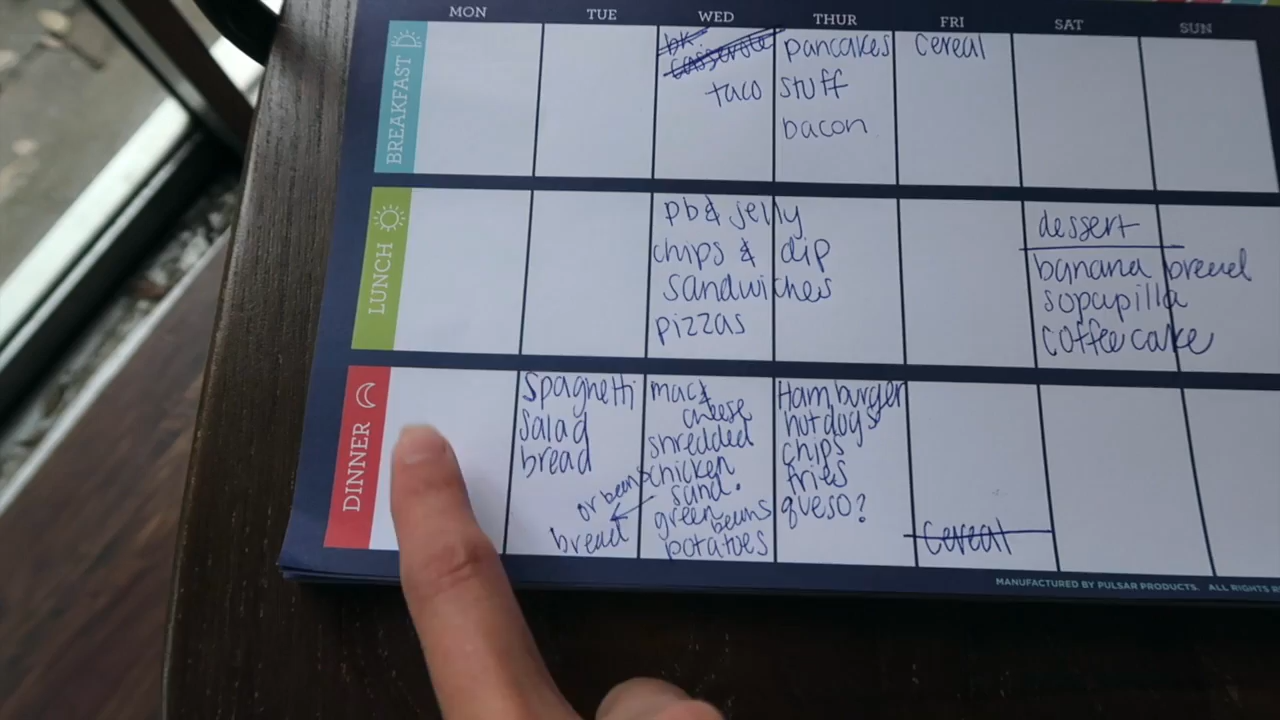 MON TUE WED THUR FRI SAT SUN
BREAKFAST
bk. casserole
taco
pancakes
stuff
bacon
cereal
LUNCH
pb & jelly
chips & dip
sandwiches
pizzas
dessert
banana bread
sopapilla
coffee cake
DINNER
Spaghetti
salad
bread
or beans
bread
mac &
cheese
shredded
chicken
sand.
green
beans
potatoes
Hamburger
hotdogs
chips
fries
queso?
cereal
MANUFACTURED BY PULSAR PRODUCTS. ALL RIGHTS